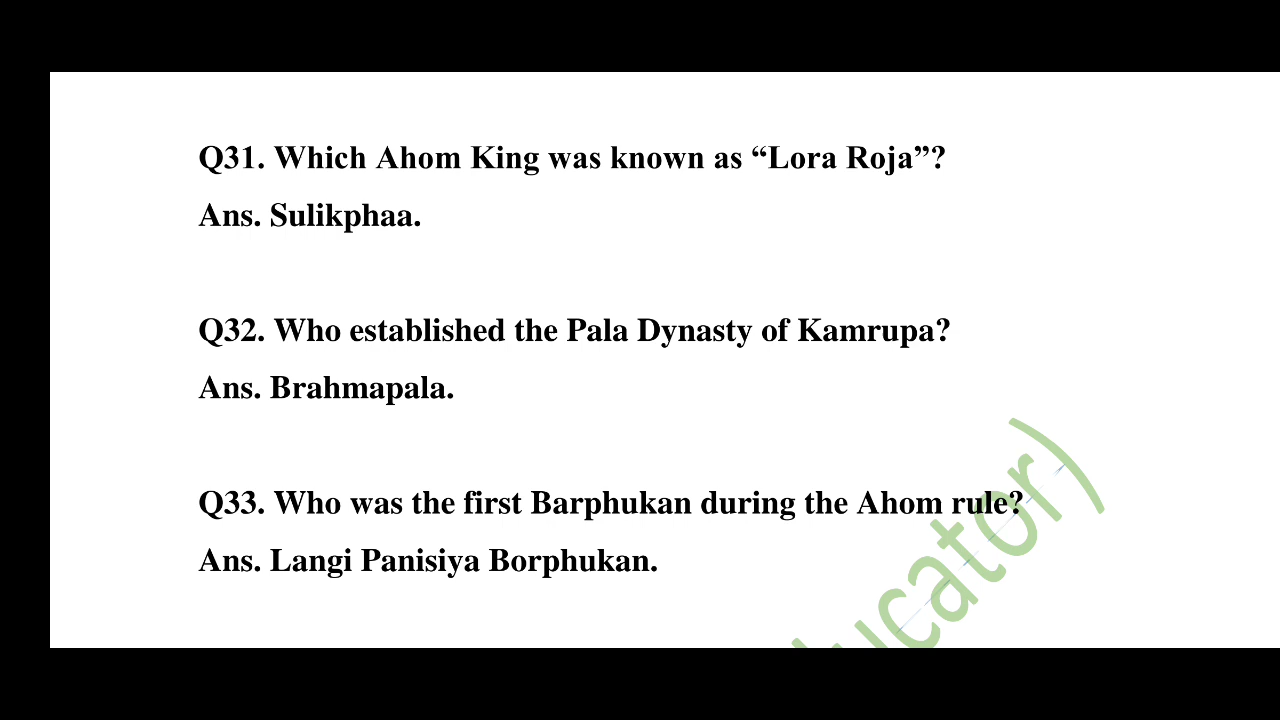 Q31. Which Ahom King was known as “Lora Roja”?
Ans. Sulikphaa.
Q32. Who established the Pala Dynasty of Kamrupa?
Ans. Brahmapala.
Q33. Who was the first Barphukan during the Ahom rule?
Ans. Langi Panisiya Borphukan.